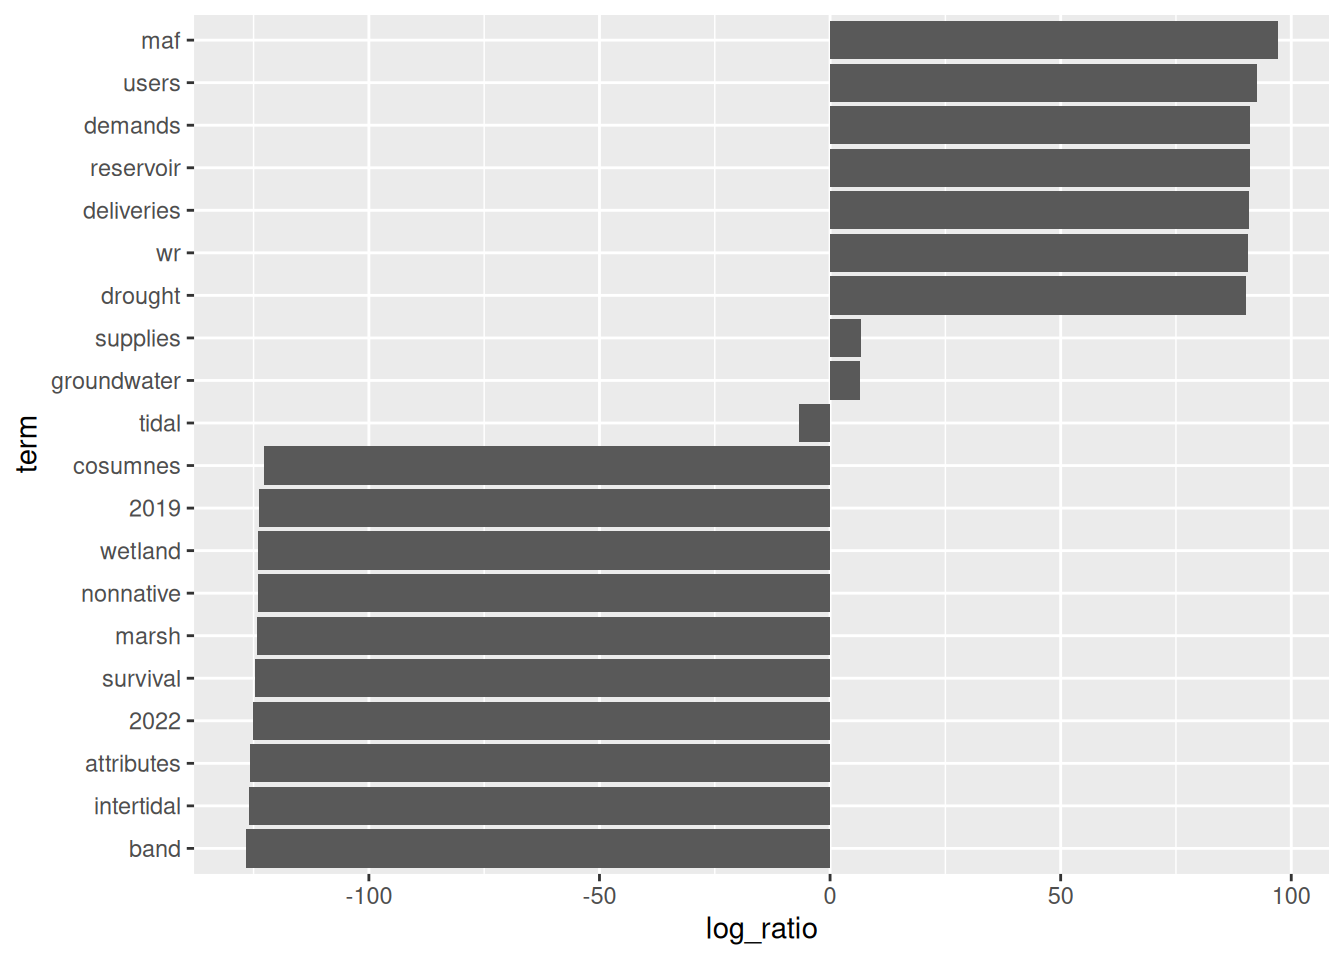 maf
users
demands
reservoir
deliveries
wr
drought
supplies
groundwater
tidal
cosumnes
2019
wetland
nonnative
marsh
survival
2022
attributes
intertidal
band
term
-100 -50 0 50 100
log_ratio